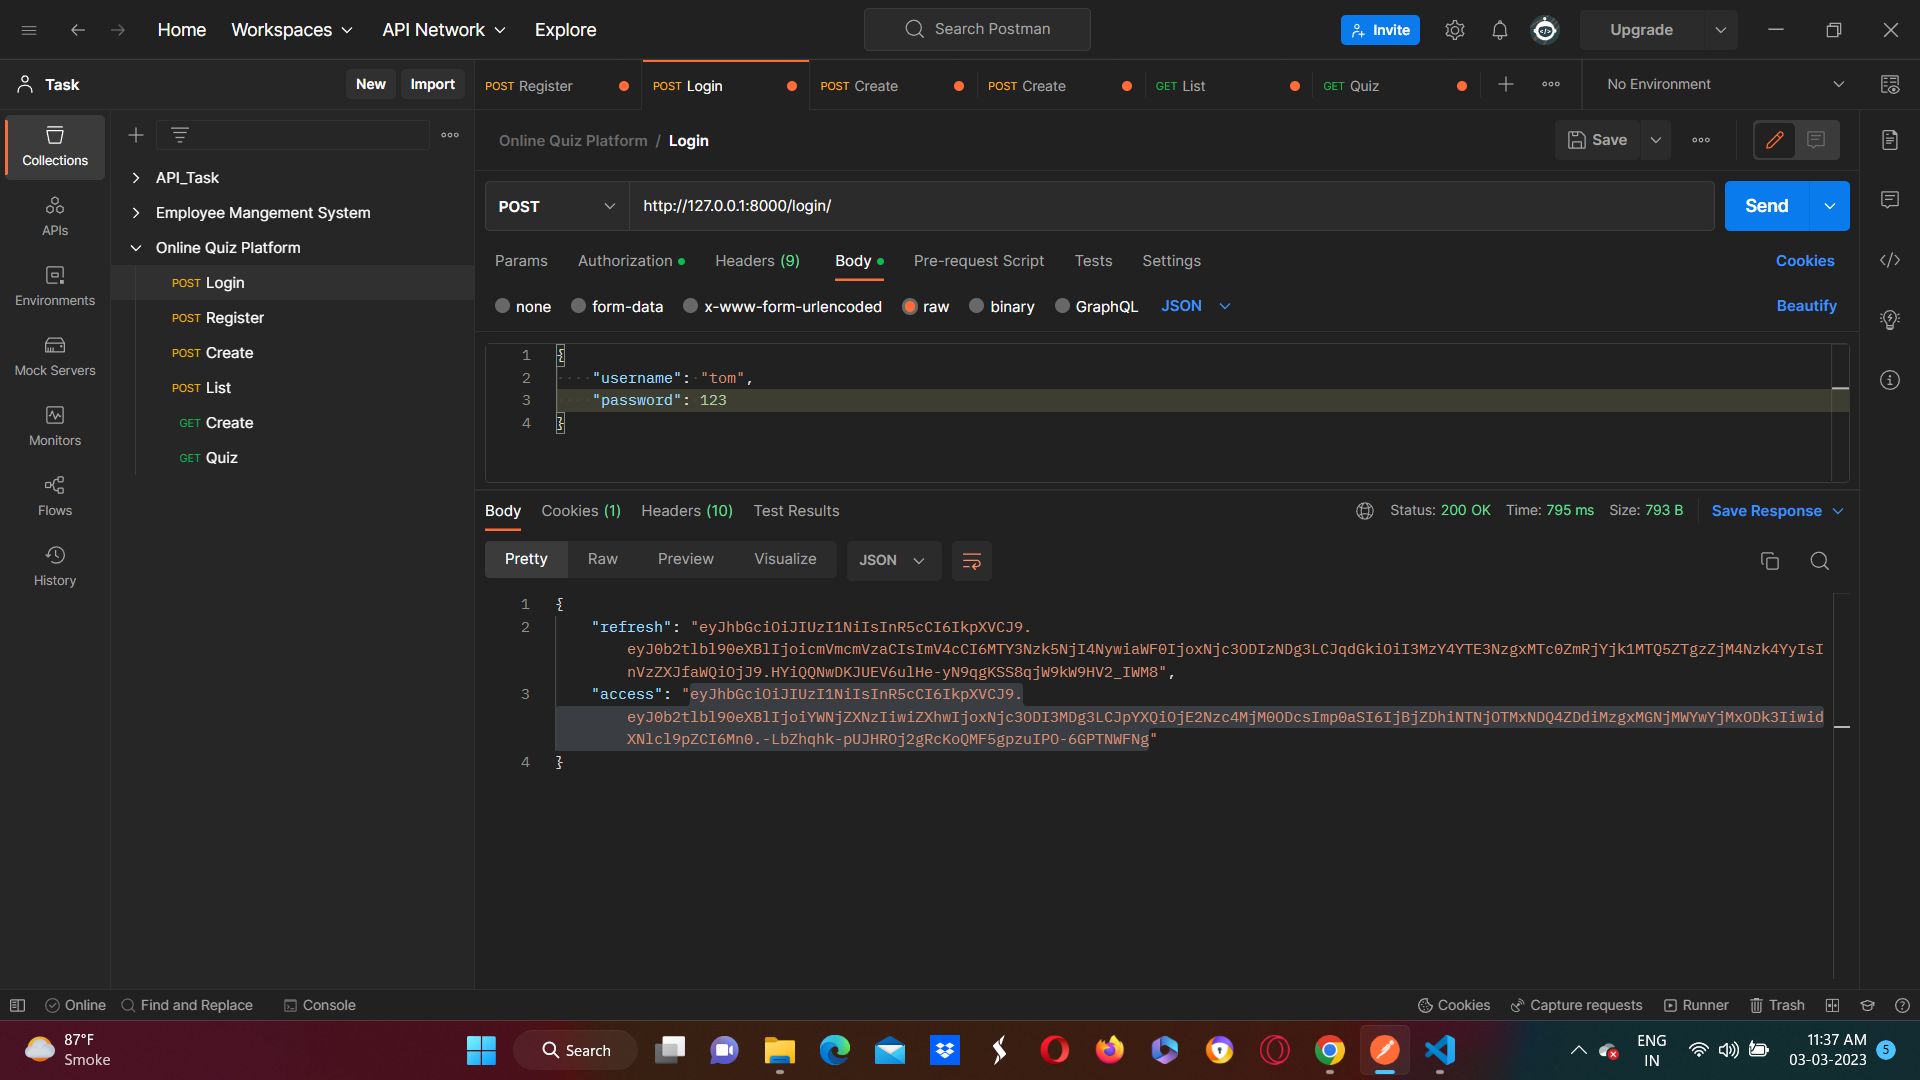 Home Workspaces API Network Explore Search Postman Invite Upgrade
Task New Import
POST Register POST Login POST Create POST Create GET List GET Quiz No Environment
Collections
APIs
Environments
Mock Servers
Monitors
Flows
History
API_Task
Employee Mangement System
Online Quiz Platform
POST Login
POST Register
POST Create
POST List
GET Create
GET Quiz
Online Quiz Platform / Login Save
POST http://127.0.0.1:8000/login/ Send
Params Authorization Headers (9) Body Pre-request Script Tests Settings Cookies
none form-data x-www-form-urlencoded raw binary GraphQL JSON Beautify
1 {
2 "username": "tom",
3 "password": 123
4 }
Body Cookies (1) Headers (10) Test Results Status: 200 OK Time: 795 ms Size: 793 B Save Response
Pretty Raw Preview Visualize JSON
1 {
2 "refresh": "eyJhbGciOiJIUzI1NiIsInR5cCI6IkpXVCJ9.
eyJ0b2tlbl90eXBlIjoicmVmcmVzaCIsImV4cCI6MTY3Nzk5NjI4NywiaWF0IjoxNjc3ODIzNDg3LCJqdGkiOiI3MzY4YTE3NzgxMTc0ZmRjYjk1MTQ5ZTgzZjM4Nzk4YyIsI
nVzZXJfaWQiOjJ9.HYiQQNwDKJUEV6ulHe-yN9qgKSS8qjW9kW9HV2_IWM8",
3 "access": "eyJhbGciOiJIUzI1NiIsInR5cCI6IkpXVCJ9.
eyJ0b2tlbl90eXBlIjoiYWNjZXNzIiwiZXhwIjoxNjc3ODI3MDg3LCJpYXQiOjE2Nzc4MjM0ODcsImp0aSI6IjBjZDhiNTNjOTMxNDQ4ZDdiMzgxMGNjMWYwYjMxODk3Iiwid
XNlcl9pZCI6Mn0.-LbZhqhk-pUJHROj2gRcKoQMF5gpzuIPO-6GPTNWFNg"
4 }
Online Find and Replace Console Cookies Capture requests Runner Trash
87°F
Smoke
Search
ENG
IN
11:37 AM
03-03-2023
5